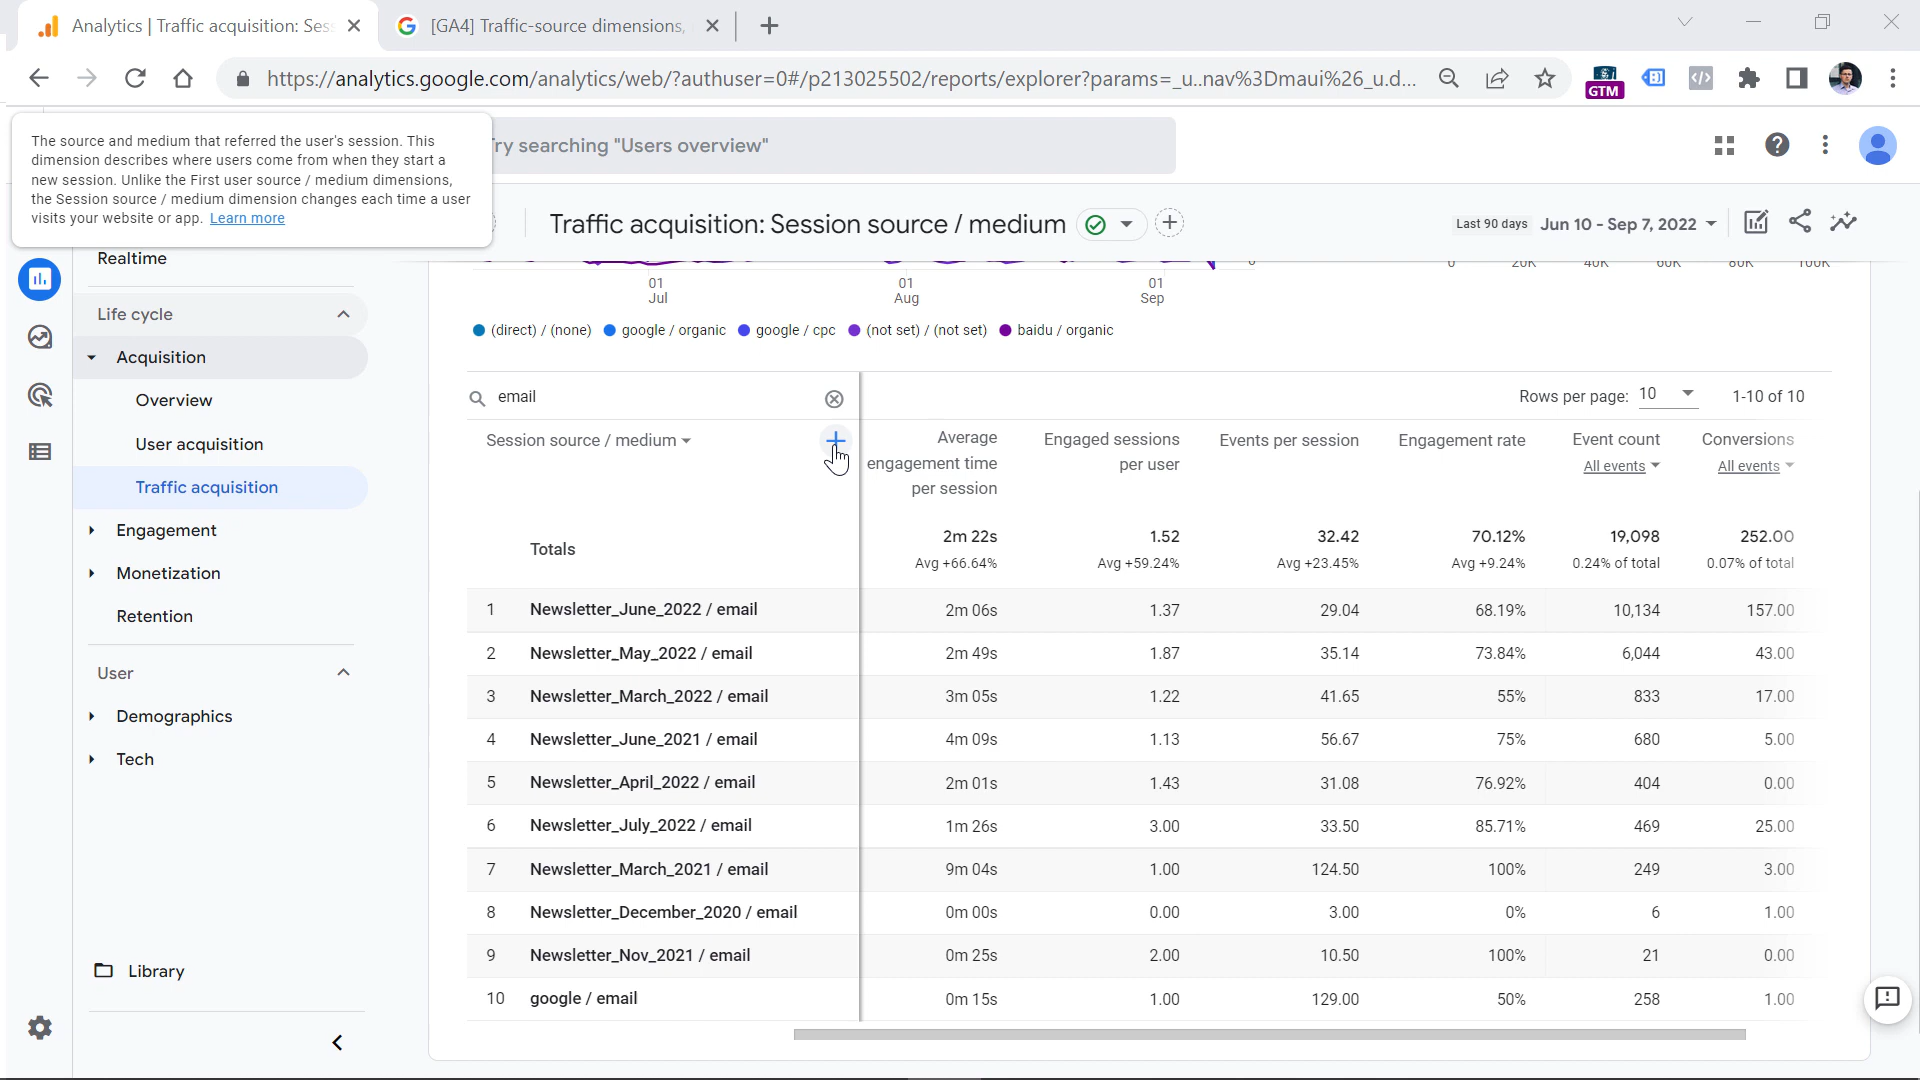 Analytics | Traffic acquisition: Ses
[GA4] Traffic-source dimensions,
https://analytics.google.com/analytics/web/?authuser=0#/p213025502/reports/explorer?params=_u..nav%3Dmaui%26_u.d...
GTM
The source and medium that referred the user's session. This
dimension describes where users come from when they start a
new session. Unlike the First user source / medium dimensions,
the Session source / medium dimension changes each time a user
visits your website or app. Learn more
Try searching "Users overview"
Traffic acquisition: Session source / medium
Last 90 days Jun 10 - Sep 7, 2022
Realtime
Life cycle
Acquisition
Overview
User acquisition
Traffic acquisition
Engagement
Monetization
Retention
User
Demographics
Tech
Library
0 20K 40K 60K 80K 100K
0
01 01 01
Jul Aug Sep
(direct) / (none) google / organic google / cpc (not set) / (not set) baidu / organic
email
Rows per page: 10 1-10 of 10
Session source / medium
Average
engagement time
per session
Engaged sessions
per user
Events per session
Engagement rate
Event count
All events
Conversions
All events
Totals 2m 22s 1.52 32.42 70.12% 19,098 252.00
Avg +66.64% Avg +59.24% Avg +23.45% Avg +9.24% 0.24% of total 0.07% of total
1 Newsletter_June_2022 / email 2m 06s 1.37 29.04 68.19% 10,134 157.00
2 Newsletter_May_2022 / email 2m 49s 1.87 35.14 73.84% 6,044 43.00
3 Newsletter_March_2022 / email 3m 05s 1.22 41.65 55% 833 17.00
4 Newsletter_June_2021 / email 4m 09s 1.13 56.67 75% 680 5.00
5 Newsletter_April_2022 / email 2m 01s 1.43 31.08 76.92% 404 0.00
6 Newsletter_July_2022 / email 1m 26s 3.00 33.50 85.71% 469 25.00
7 Newsletter_March_2021 / email 9m 04s 1.00 124.50 100% 249 3.00
8 Newsletter_December_2020 / email 0m 00s 0.00 3.00 0% 6 1.00
9 Newsletter_Nov_2021 / email 0m 25s 2.00 10.50 100% 21 0.00
10 google / email 0m 15s 1.00 129.00 50% 258 1.00